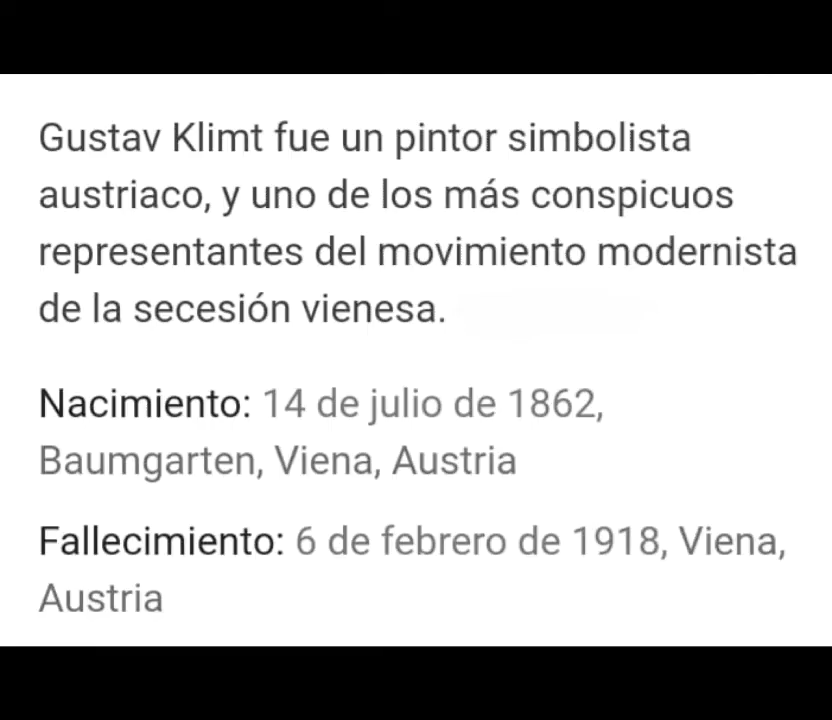 Gustav Klimt fue un pintor simbolista
austriaco, y uno de los más conspicuos
representantes del movimiento modernista
de la secesión vienesa.
Nacimiento: 14 de julio de 1862,
Baumgarten, Viena, Austria
Fallecimiento: 6 de febrero de 1918, Viena,
Austria